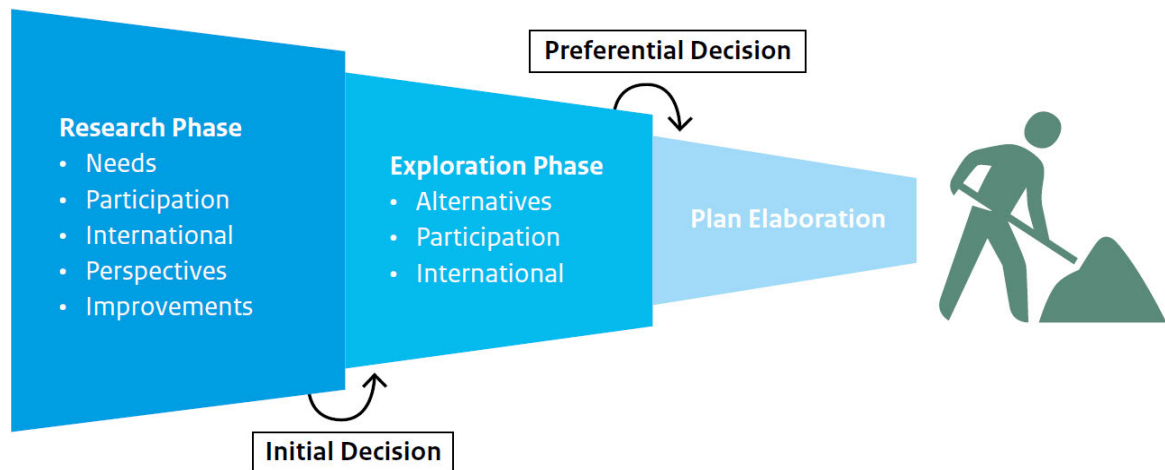 Research Phase
• Needs
• Participation
• International
• Perspectives
• Improvements
Initial Decision
Exploration Phase
• Alternatives
• Participation
• International
Preferential Decision
Plan Elaboration